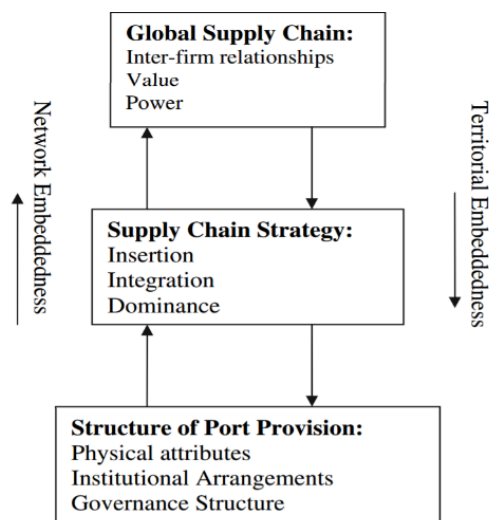 Global Supply Chain:
Inter-firm relationships
Value
Power
Network Embeddedness
Territorial Embeddedness
Supply Chain Strategy:
Insertion
Integration
Dominance
Structure of Port Provision:
Physical attributes
Institutional Arrangements
Governance Structure